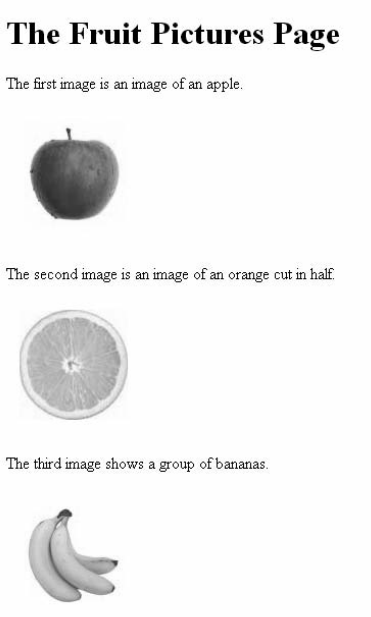 The Fruit Pictures Page
The first image is an image of an apple.
The second image is an image of an orange cut in half.
The third image shows a group of bananas.